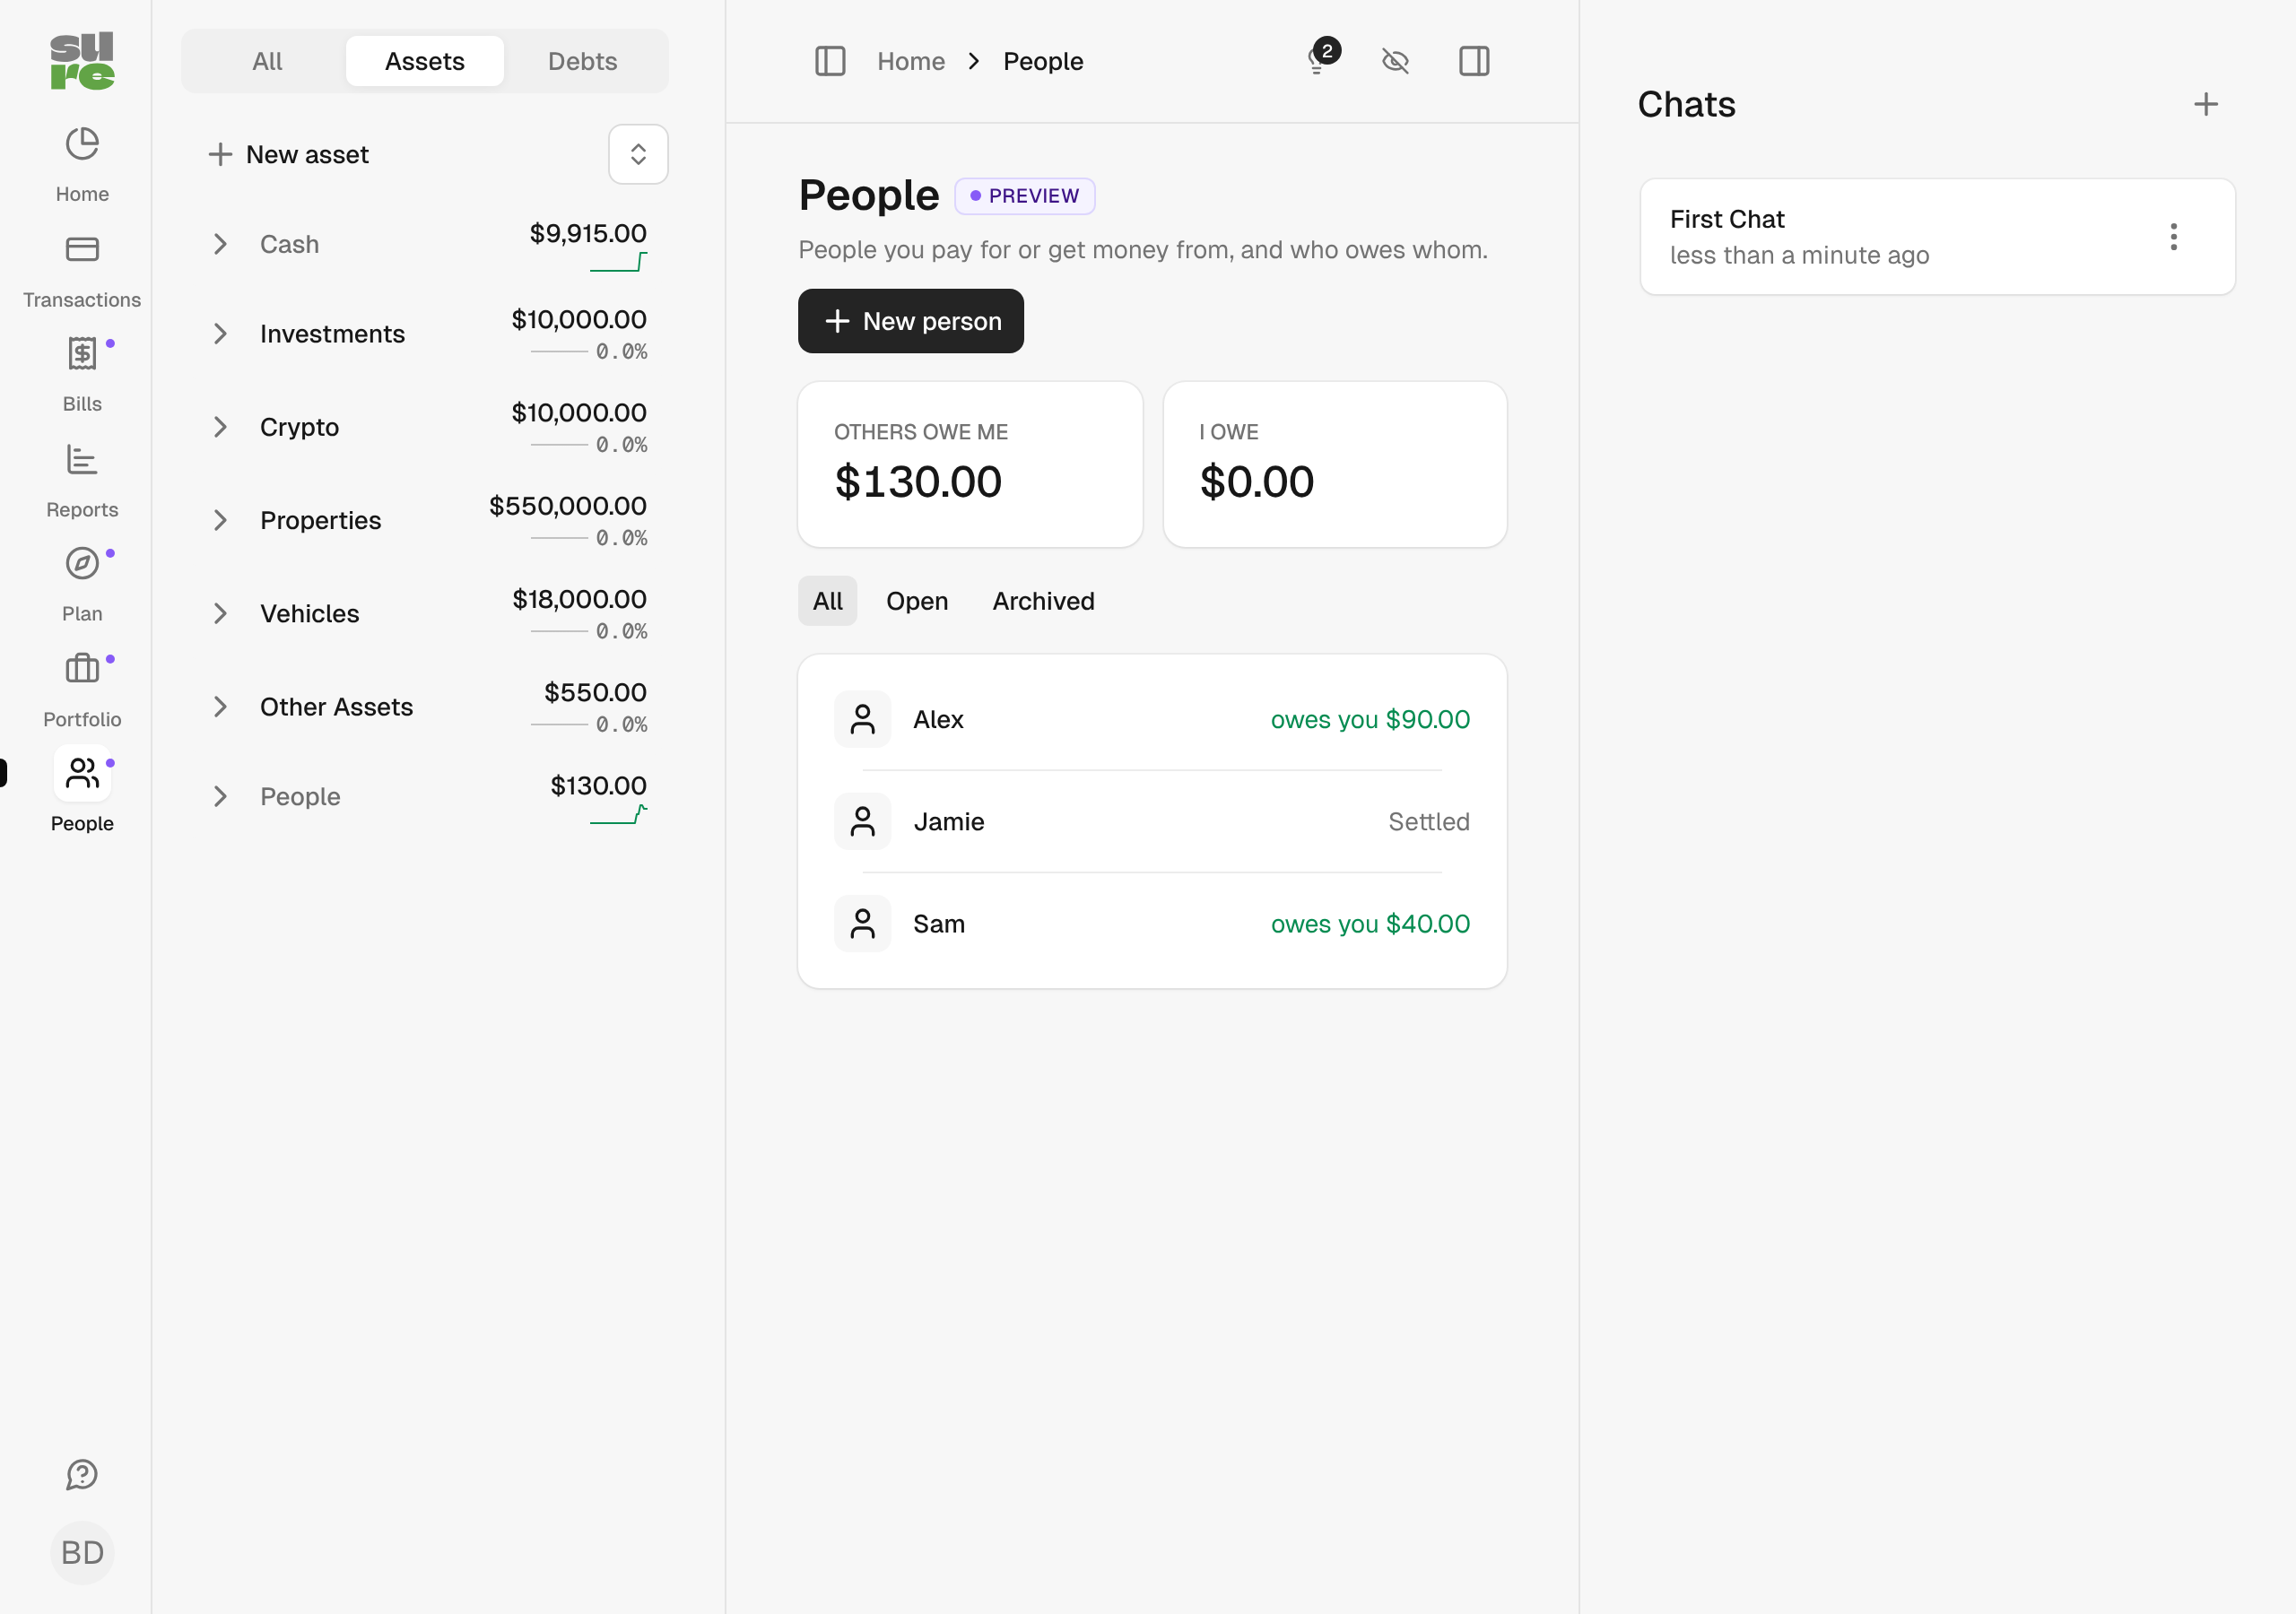 sure
Home
Transactions
Bills
Reports
Plan
Portfolio
People
BD
All
Assets
Debts
New asset
Cash
$9,915.00
Investments
$10,000.00
0.0%
Crypto
$10,000.00
0.0%
Properties
$550,000.00
0.0%
Vehicles
$18,000.00
0.0%
Other Assets
$550.00
0.0%
People
$130.00
Home > People
2
People
PREVIEW
People you pay for or get money from, and who owes whom.
New person
OTHERS OWE ME
$130.00
I OWE
$0.00
All
Open
Archived
Alex
owes you $90.00
Jamie
Settled
Sam
owes you $40.00
Chats
First Chat
less than a minute ago